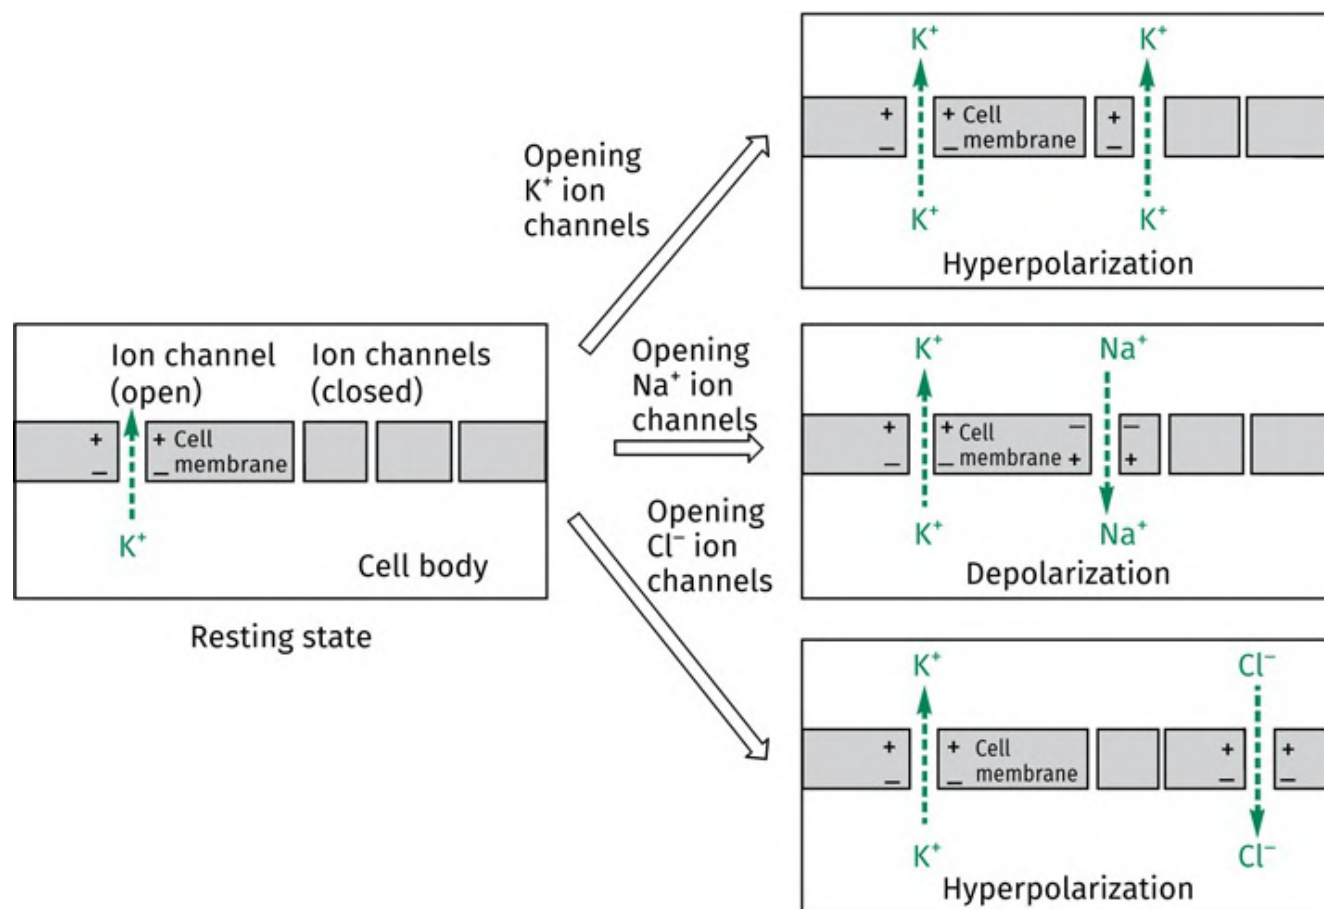 Ion channel
(open)
Ion channels
(closed)
+
+ Cell
–
– membrane
K⁺
Cell body
Resting state
Opening
K⁺ ion
channels
Opening
Na⁺ ion
channels
Opening
Cl⁻ ion
channels
K⁺ K⁺
+ + Cell +
– – membrane –
K⁺ K⁺
Hyperpolarization
K⁺ Na⁺
+ + Cell – –
– – membrane + +
K⁺ Na⁺
Depolarization
K⁺ Cl⁻
+ + Cell + +
– – membrane – –
K⁺ Cl⁻
Hyperpolarization